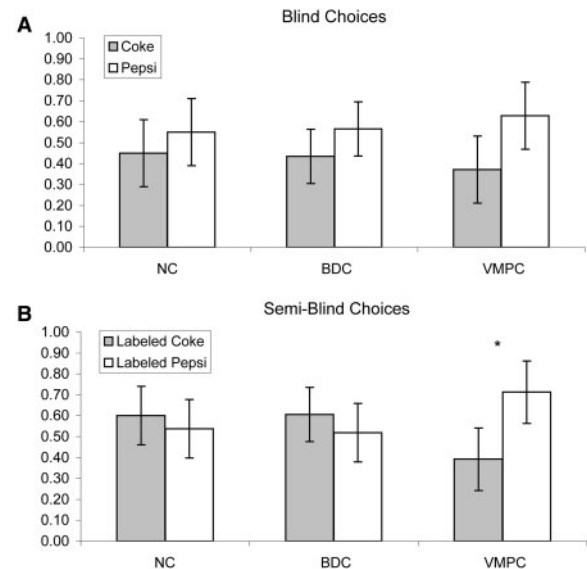 A
Blind Choices
1.00
0.90
0.80
0.70
0.60
0.50
0.40
0.30
0.20
0.10
0.00
Coke
Pepsi
NC
BDC
VMPC
B
Semi-Blind Choices
1.00
0.90
0.80
0.70
0.60
0.50
0.40
0.30
0.20
0.10
0.00
Labeled Coke
Labeled Pepsi
*
NC
BDC
VMPC